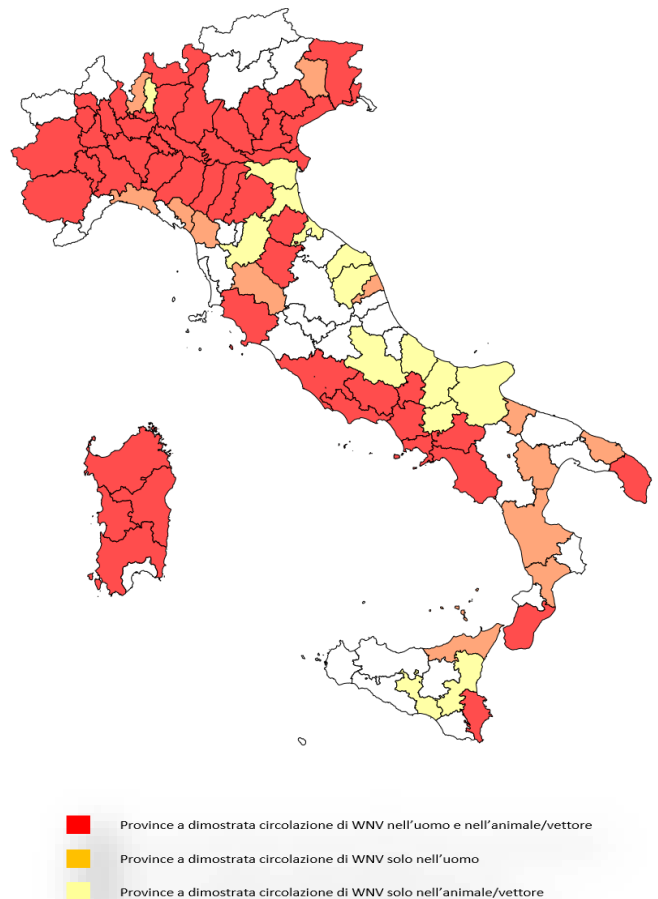 Province a dimostrata circolazione di WNV nell'uomo e nell'animale/vettore
Province a dimostrata circolazione di WNV solo nell'uomo
Province a dimostrata circolazione di WNV solo nell'animale/vettore